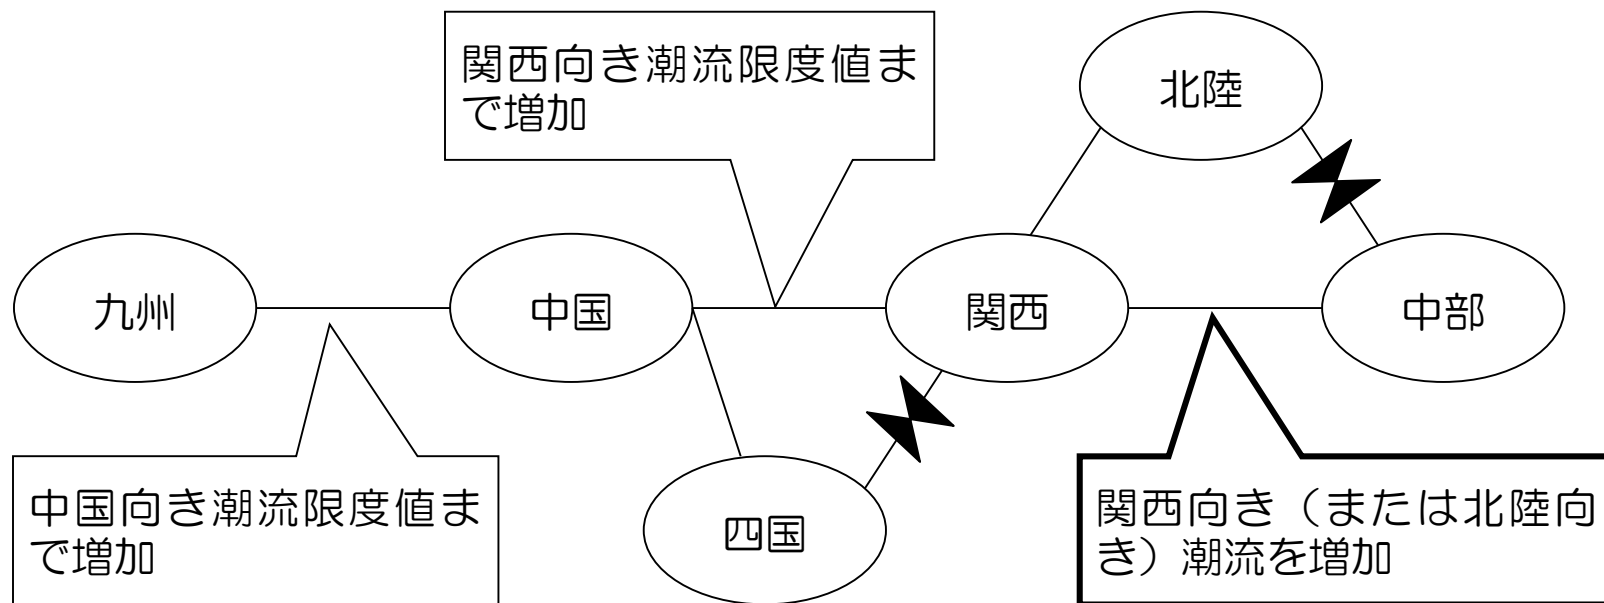 関西向き潮流限度値ま
で増加
北陸
九州
中国
関西
中部
中国向き潮流限度値ま
で増加
四国
関西向き（または北陸向
き）潮流を増加